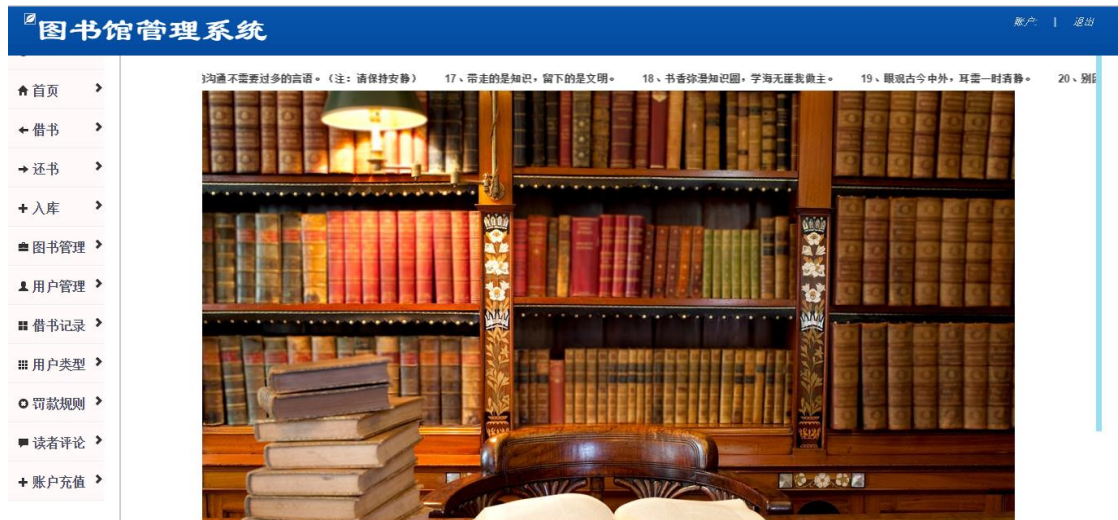 图书馆管理系统
账户: | 退出
的沟通不需要过多的言语。(注:请保持安静) 17、带走的是知识,留下的是文明。 18、书香弥漫知识圈,学海无崖我做主。 19、眼观古今中外,耳需一时清静。 20、别因
首页
借书
还书
入库
图书管理
用户管理
借书记录
用户类型
罚款规则
读者评论
账户充值